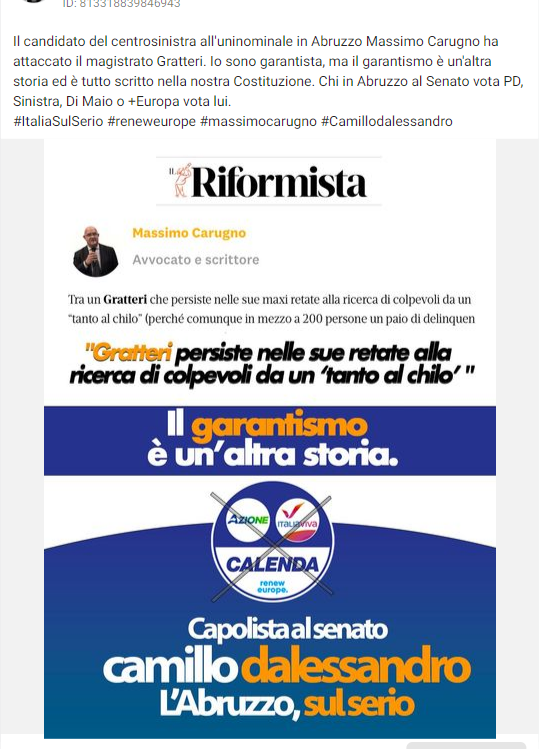 ID: 813318839846943
Il candidato del centrosinistra all'uninominale in Abruzzo Massimo Carugno ha
attaccato il magistrato Gratteri. Io sono garantista, ma il garantismo è un'altra
storia ed è tutto scritto nella nostra Costituzione. Chi in Abruzzo al Senato vota PD,
Sinistra, Di Maio o +Europa vota lui.
#ItaliaSulSerio #reneweurope #massimocarugno #Camillodalessandro
IL Riformista
Massimo Carugno
Avvocato e scrittore
Tra un Gratteri che persiste nelle sue maxi retate alla ricerca di colpevoli da un
“tanto al chilo” (perché comunque in mezzo a 200 persone un paio di delinquen
"Gratteri persiste nelle sue retate alla
ricerca di colpevoli da un ‘tanto al chilo’ "
Il garantismo
è un’altra storia.
AZIONE ITALIAVIVA
CALENDA
renew
europe.
Capolista al senato
camillo dalessandro
L’Abruzzo, sul serio